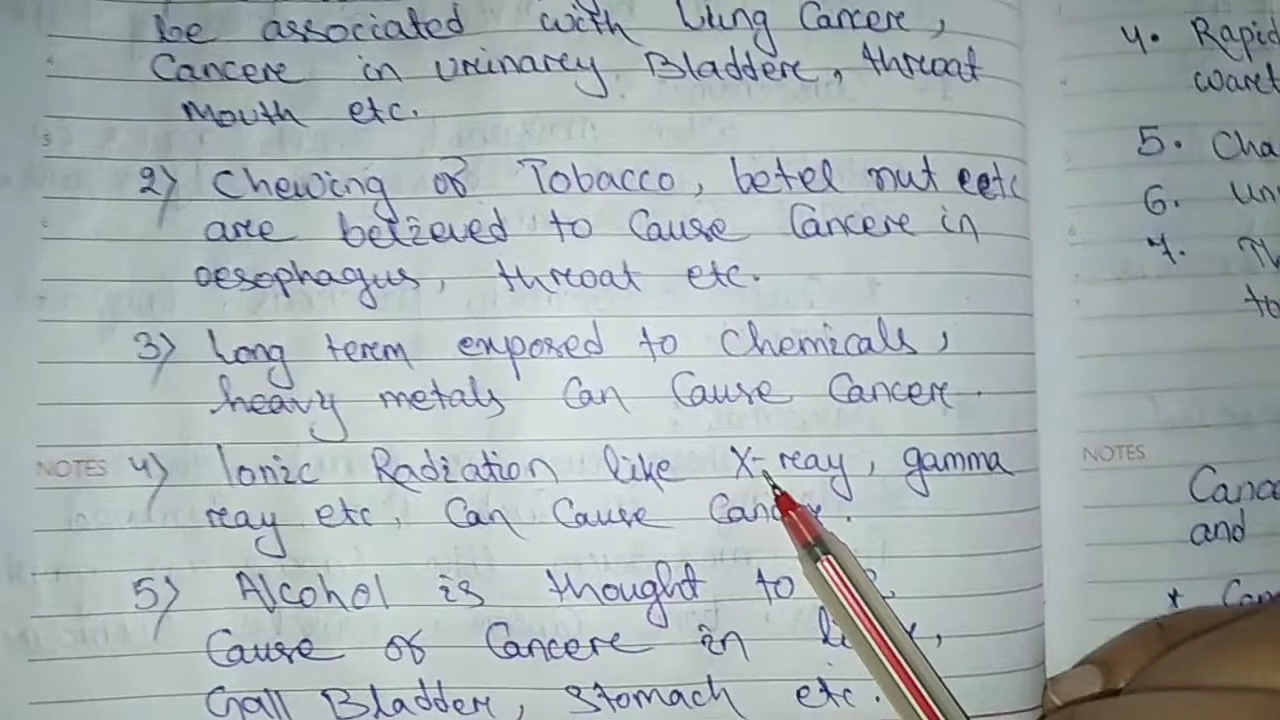 be associated with Lung Cancer,
Cancer in urinary Bladder, throat
Mouth etc.
2) Chewing of Tobacco, betel nut eetc
are believed to Cause Cancer in
oesophagus, throat etc.
3) Long term exposed to chemicals,
heavy metals Can Cause Cancer.
NOTES 4) Ionic Radiation like X-ray, gamma
ray etc, Can Cause
5) Alcohol is thought to
Cause of Cancer in
Gall Bladder, Stomach etc.
4. Rapid
5. Cha
6. un
7.
to
NOTES
and